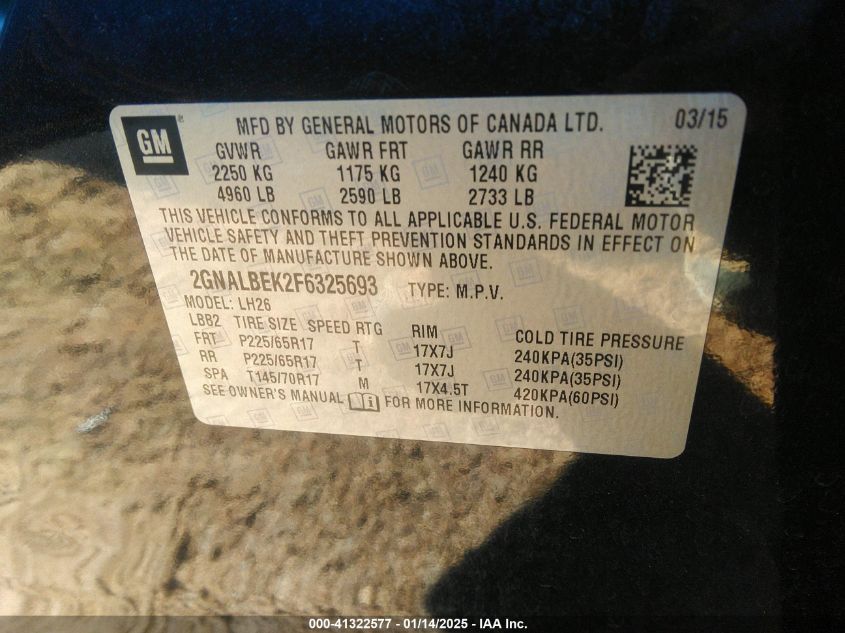 GM
MFD BY GENERAL MOTORS OF CANADA LTD. 03/15
GVWR GAWR FRT GAWR RR
2250 KG 1175 KG 1240 KG
4960 LB 2590 LB 2733 LB
THIS VEHICLE CONFORMS TO ALL APPLICABLE U.S. FEDERAL MOTOR
VEHICLE SAFETY AND THEFT PREVENTION STANDARDS IN EFFECT ON
THE DATE OF MANUFACTURE SHOWN ABOVE.
2GNALBEK2F6325693 TYPE: M.P.V.
MODEL: LH26
LBB2 TIRE SIZE SPEED RTG RIM COLD TIRE PRESSURE
FRT P225/65R17 T 17X7J 240KPA(35PSI)
RR P225/65R17 T 17X7J 240KPA(35PSI)
SPA T145/70R17 M 17X4.5T 420KPA(60PSI)
SEE OWNER'S MANUAL FOR MORE INFORMATION.
000-41322577 — 01/14/2025 — IAA Inc.